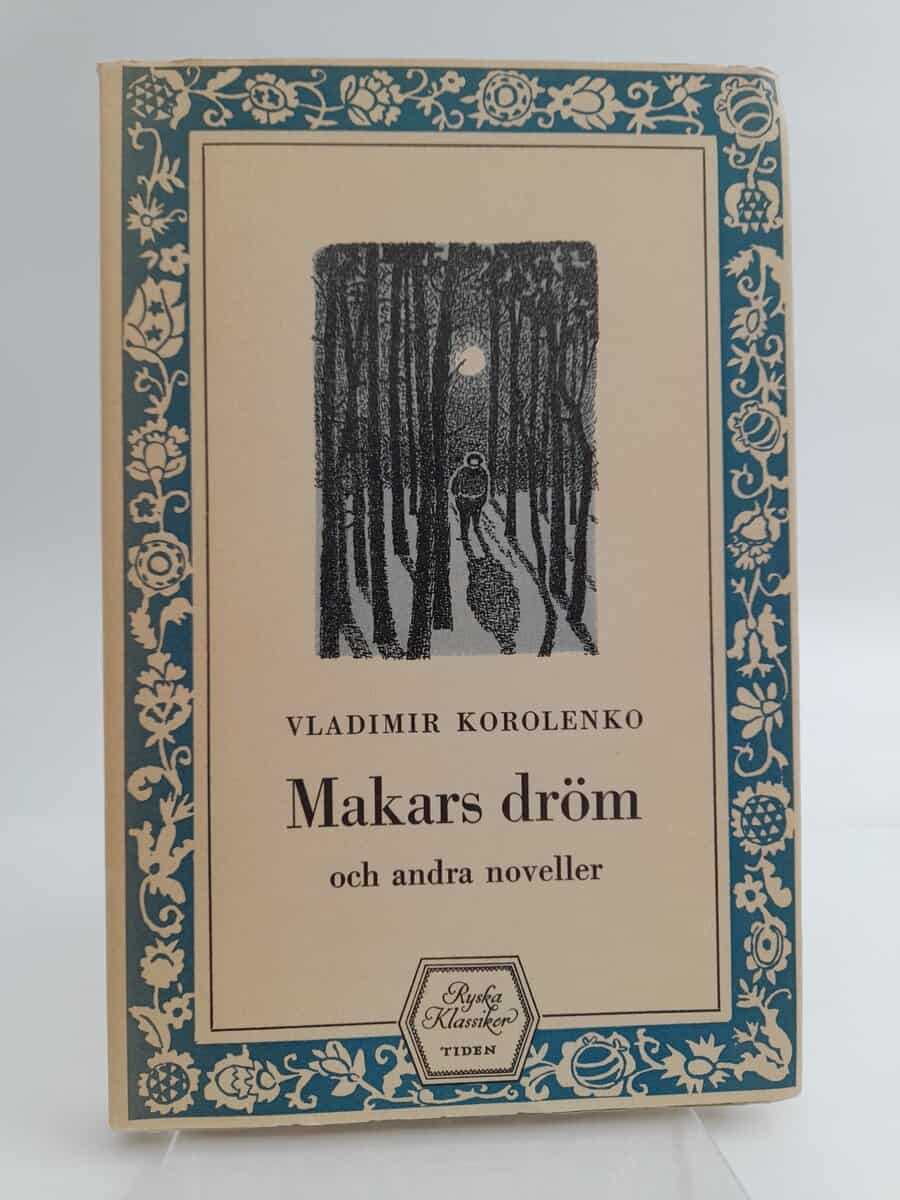 VLADIMIR KOROLENKO
Makars dröm
och andra noveller
Ryska
Klassiker
TIDEN